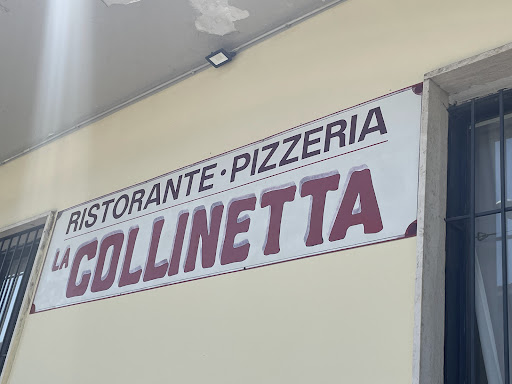 RISTORANTE · PIZZERIA
LA COLLINETTA